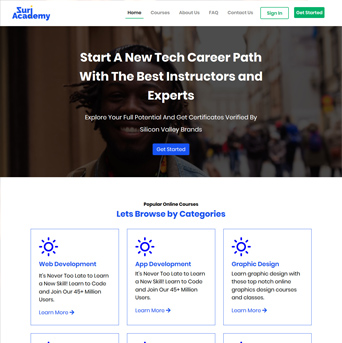 Suri
Academy
Home Courses About Us FAQ Contact Us Sign In Get Started
Start A New Tech Career Path
With The Best Instructors and
Experts
Explore Your Full Potential And Get Certificates Verified By
Silicon Valley Brands
Get Started
Popular Online Courses
Lets Browse by Categories
Web Development
It's Never Too Late to Learn
a New Skill! Learn to Code
and Join Our 45+ Million
Users.
Learn More →
App Development
It's Never Too Late to Learn
a New Skill! Learn to Code
and Join Our 45+ Million
Users.
Learn More →
Graphic Design
Learn graphic design with
these top notch online
graphics design courses
and classes.
Learn More →